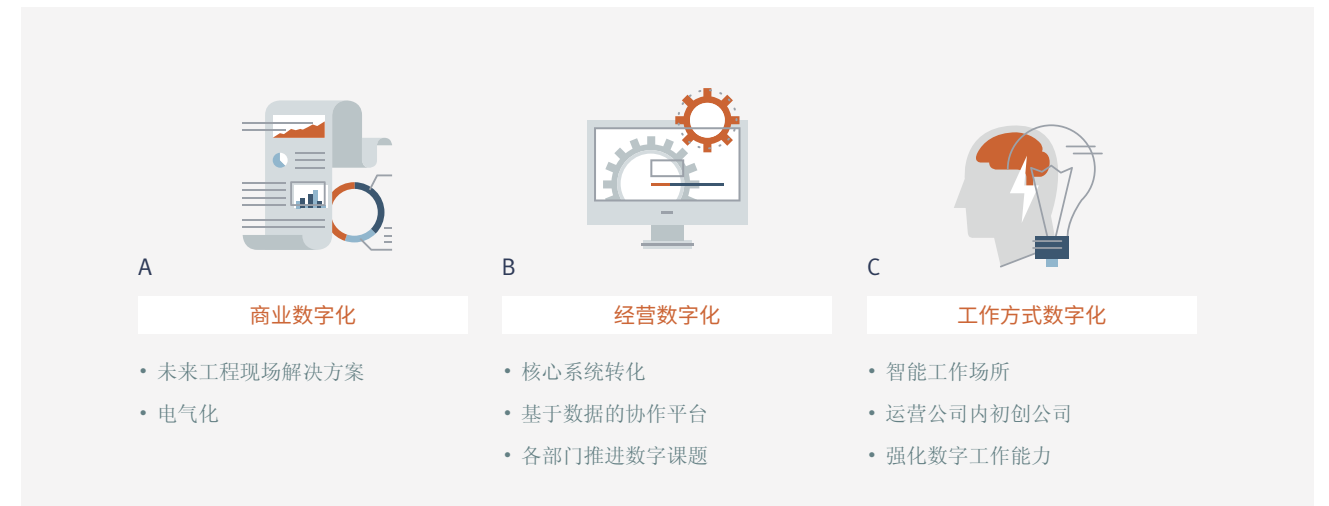 A
商业数字化
• 未来工程现场解决方案
• 电气化
B
经营数字化
• 核心系统转化
• 基于数据的协作平台
• 各部门推进数字课题
C
工作方式数字化
• 智能工作场所
• 运营公司内初创公司
• 强化数字工作能力